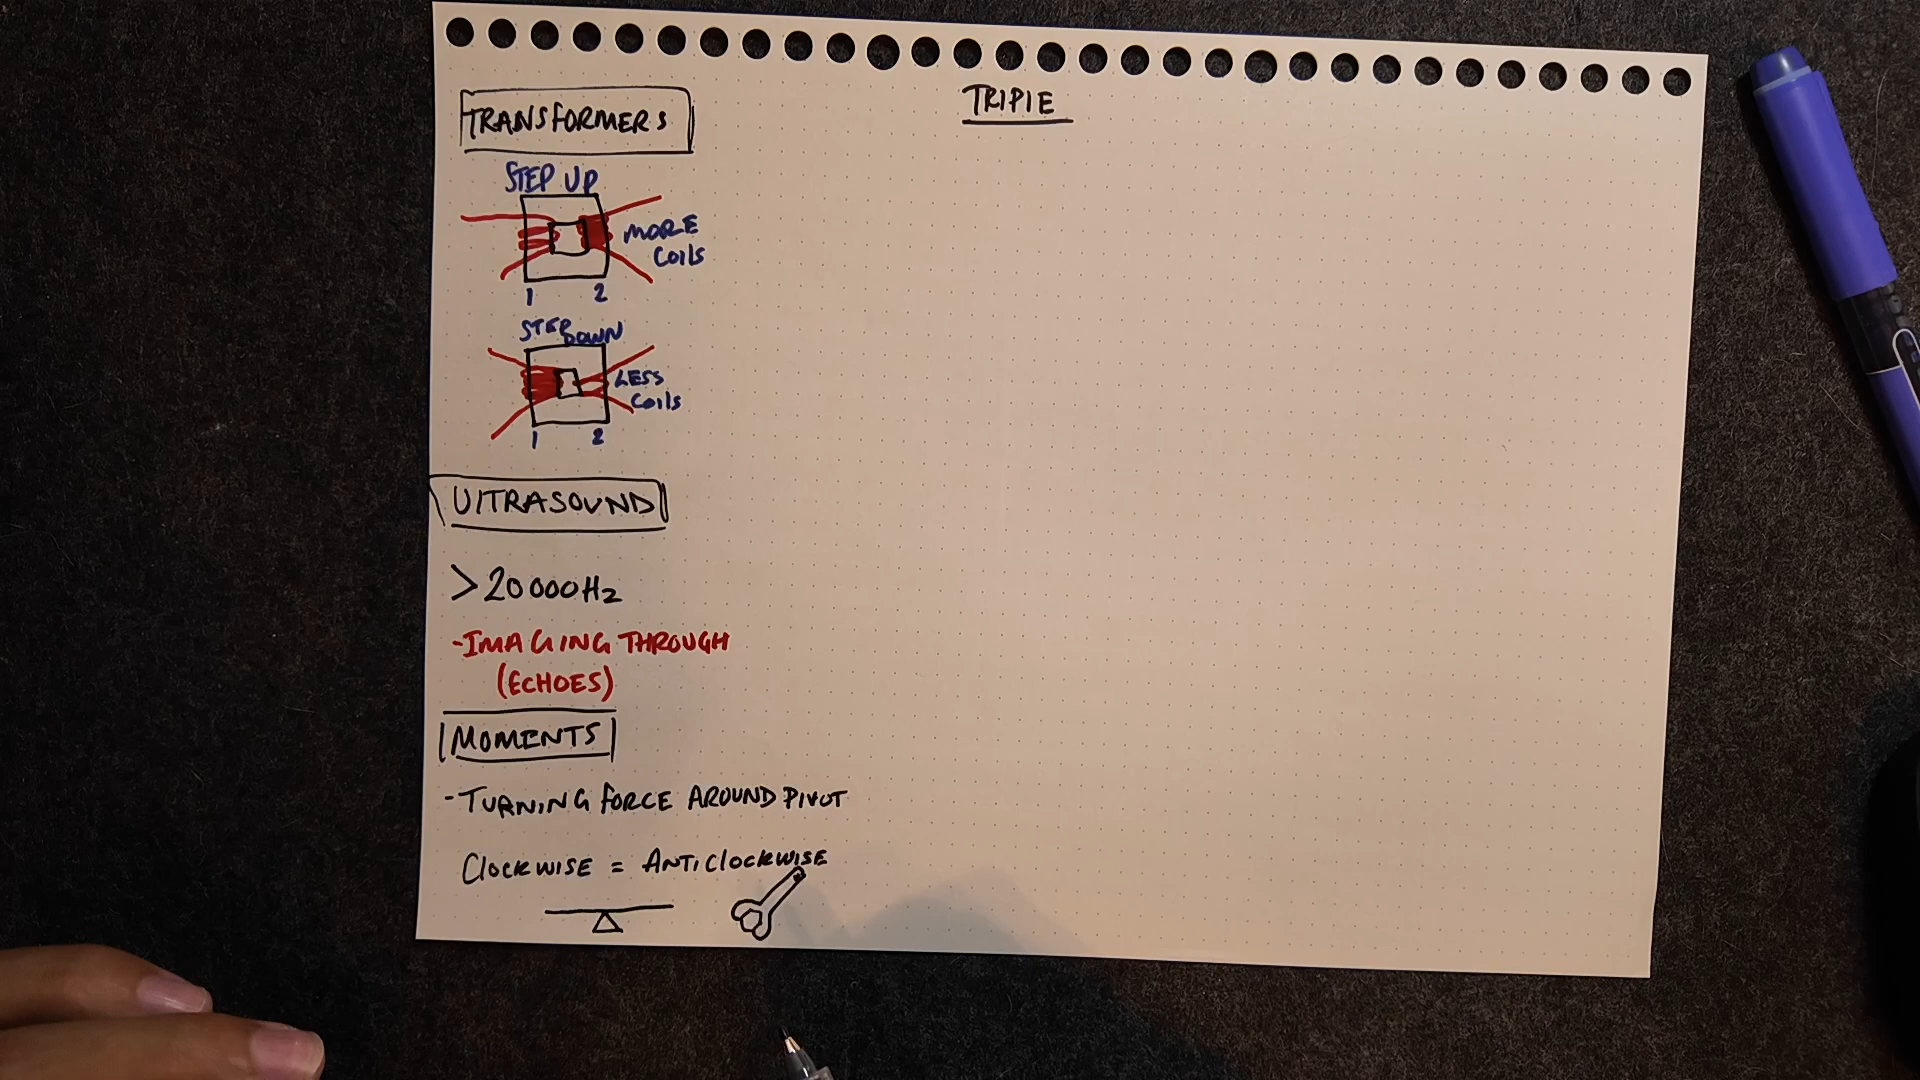 TRIPlE
TRANSFORMERS
STEP UP
MORE
Coils
1 2
STEP DOWN
LESS
Coils
1 2
UlTRASOUND
>20000Hz
-IMAGING THROUGH
(ECHOES)
MOMENTS
-TURNING FORCE AROUND PIVOT
Clockwise = Anticlockwise